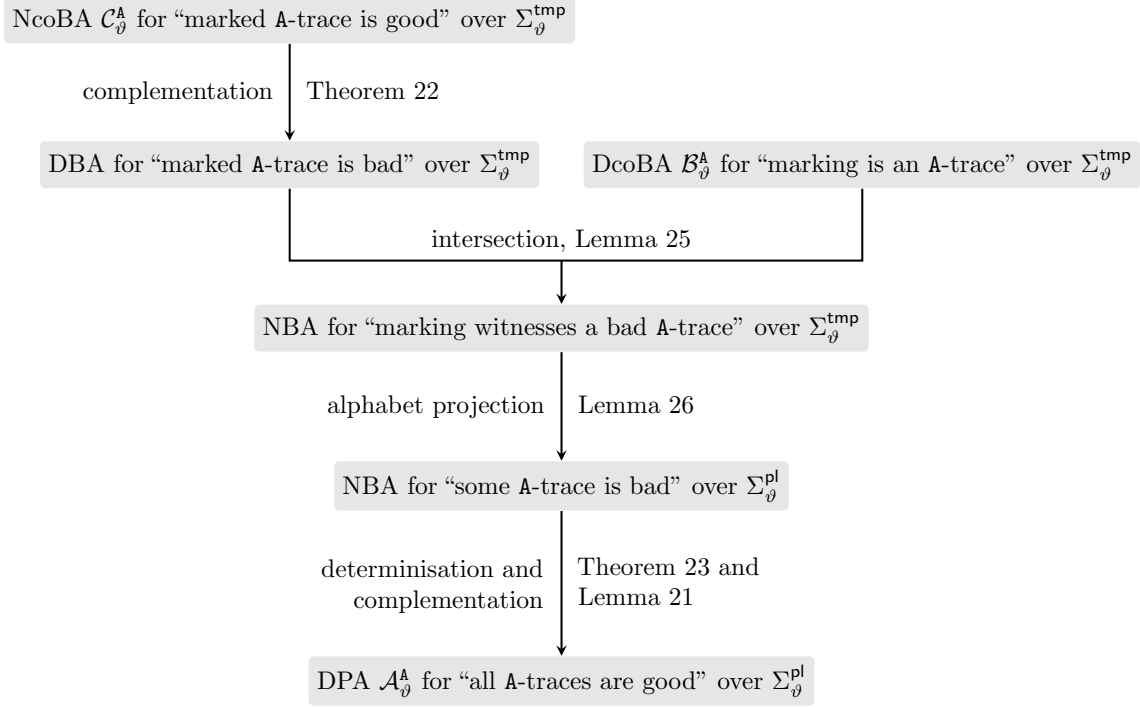 NcoBA 𝒞_ϑ^A for “marked A-trace is good” over Σ_ϑ^tmp
complementation Theorem 22
DBA for “marked A-trace is bad” over Σ_ϑ^tmp
DcoBA ℬ_ϑ^A for “marking is an A-trace” over Σ_ϑ^tmp
intersection, Lemma 25
NBA for “marking witnesses a bad A-trace” over Σ_ϑ^tmp
alphabet projection Lemma 26
NBA for “some A-trace is bad” over Σ_ϑ^pl
determinisation and
complementation
Theorem 23 and
Lemma 21
DPA 𝒜_ϑ^A for “all A-traces are good” over Σ_ϑ^pl